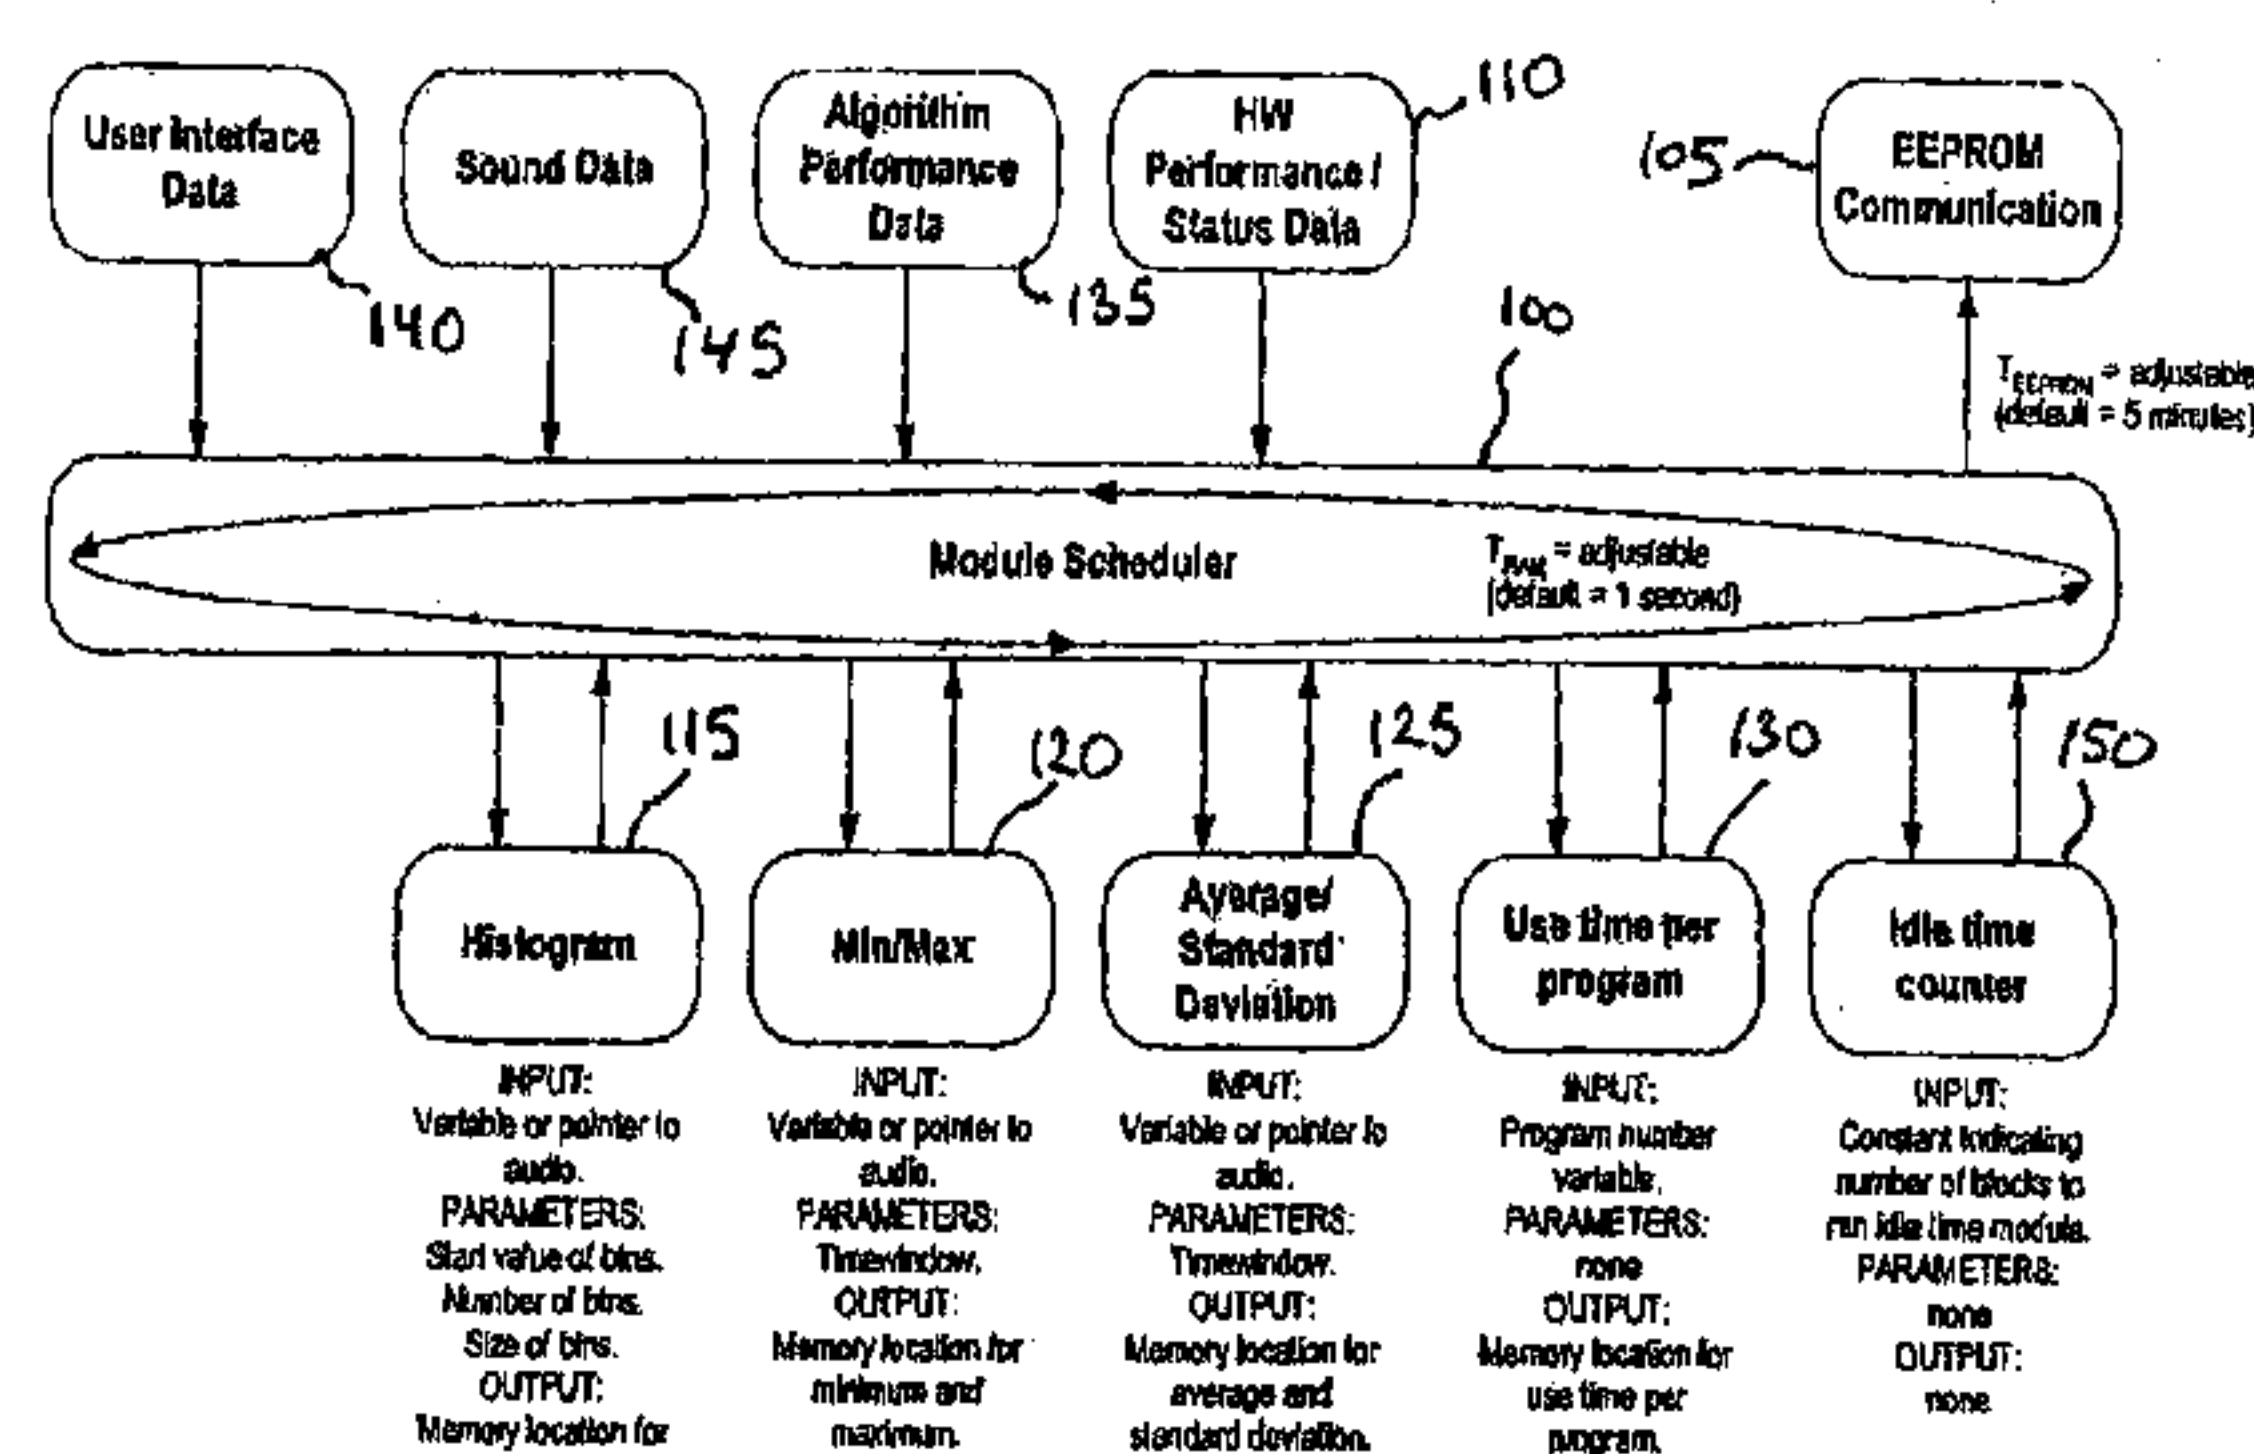 User Interface
Data
140
Sound Data
145
Algorithm
Performance
Data
135
HW
Performance /
Status Data
110
105
EEPROM
Communication
100
T_EEPROM = adjustable
(default = 5 minutes)
Module Scheduler
T_RAM = adjustable
(default = 1 second)
115
120
125
130
150
Histogram
INPUT:
Variable or pointer to
audio.
PARAMETERS:
Start value of bins.
Number of bins.
Size of bins.
OUTPUT:
Memory location for
Min/Max
INPUT:
Variable or pointer to
audio.
PARAMETERS:
Timewindow.
OUTPUT:
Memory location for
minimum and
maximum.
Average/
Standard
Deviation
INPUT:
Variable or pointer to
audio.
PARAMETERS:
Timewindow.
OUTPUT:
Memory location for
average and
standard deviation.
Use time per
program
INPUT:
Program number
variable.
PARAMETERS:
none
OUTPUT:
Memory location for
use time per
program.
Idle time
counter
INPUT:
Constant indicating
number of blocks to
run idle time module.
PARAMETERS:
none
OUTPUT:
none